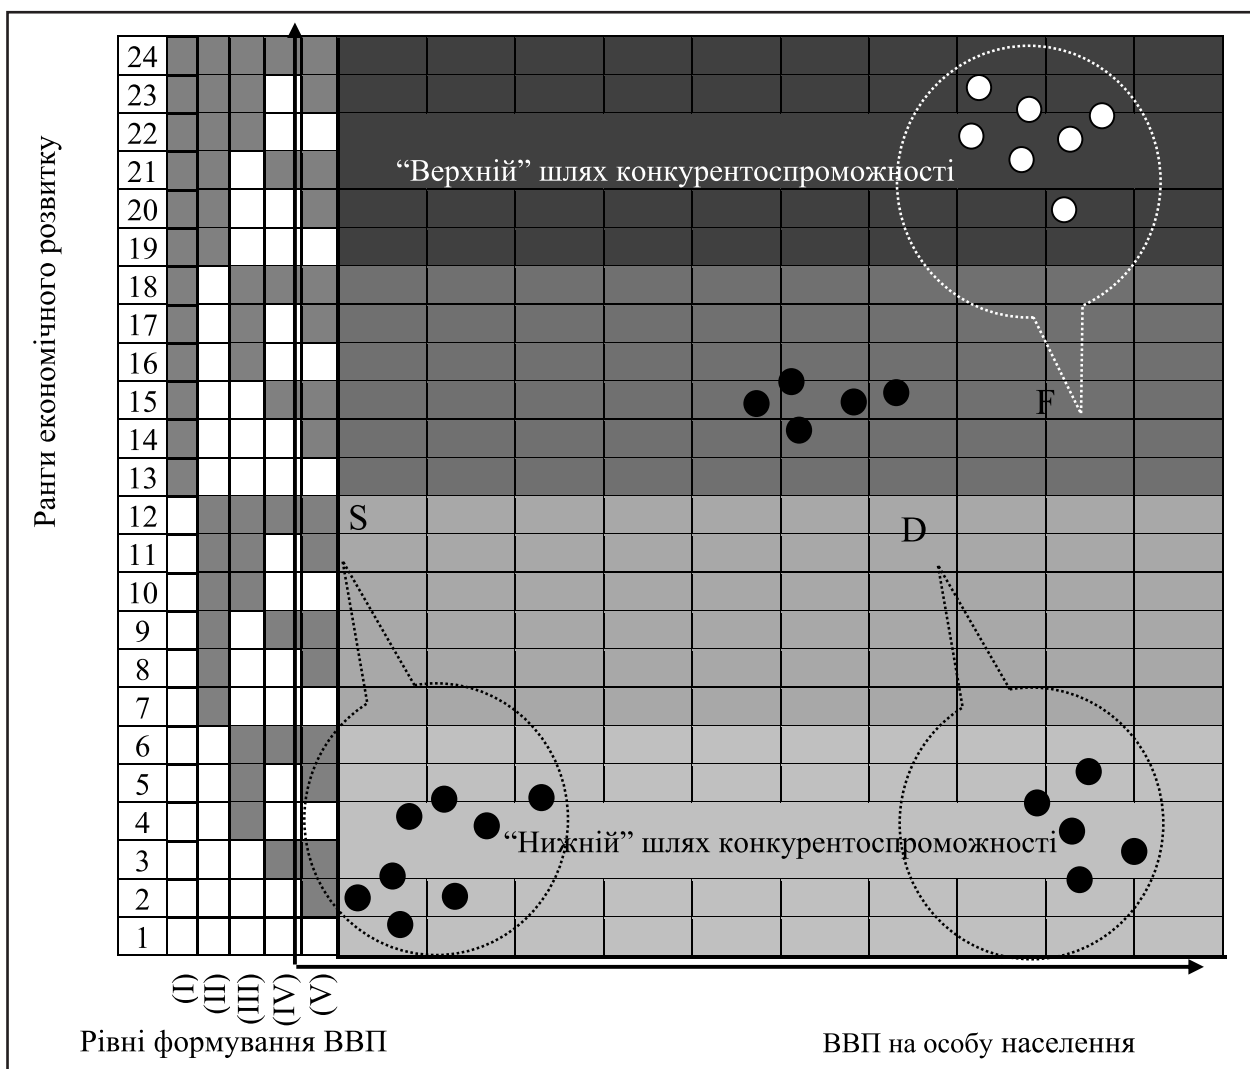 Ранги економічного розвитку
24
23
22
“Верхній” шлях конкурентоспроможності
21
20
19
18
17
16
15
F
14
13
12
S
D
11
10
9
8
7
6
5
4
“Нижній” шлях конкурентоспроможності
3
2
1
(I)
(II)
(III)
(IV)
(V)
Рівні формування ВВП
ВВП на особу населення